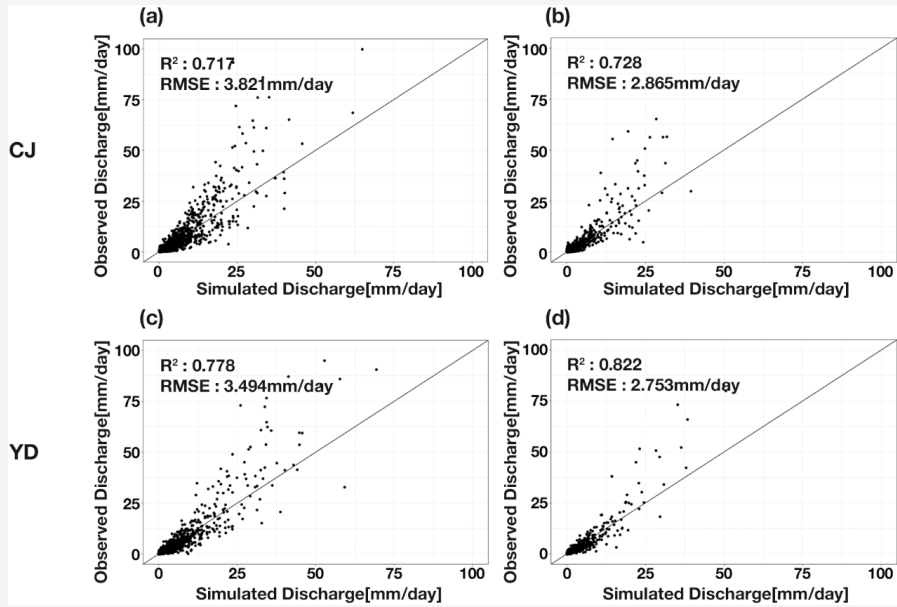 (a)
(b)
CJ
R² : 0.717
RMSE : 3.821mm/day
Observed Discharge[mm/day]
100
75
50
25
0
0 25 50 75 100
Simulated Discharge[mm/day]
R² : 0.728
RMSE : 2.865mm/day
Observed Discharge[mm/day]
100
75
50
25
0
0 25 50 75 100
Simulated Discharge[mm/day]
(c)
(d)
YD
R² : 0.778
RMSE : 3.494mm/day
Observed Discharge[mm/day]
100
75
50
25
0
0 25 50 75 100
Simulated Discharge[mm/day]
R² : 0.822
RMSE : 2.753mm/day
Observed Discharge[mm/day]
100
75
50
25
0
0 25 50 75 100
Simulated Discharge[mm/day]